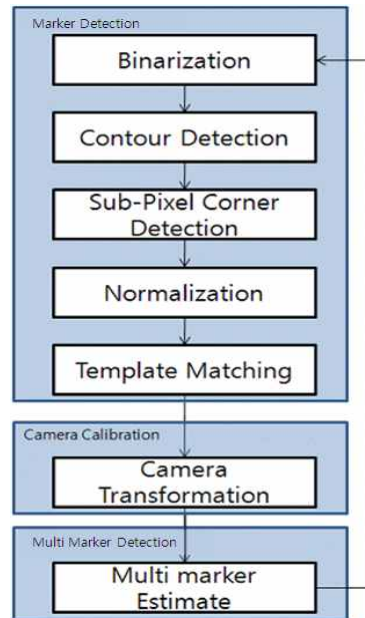 Marker Detection
Binarization
Contour Detection
Sub-Pixel Corner
Detection
Normalization
Template Matching
Camera Calibration
Camera
Transformation
Multi Marker Detection
Multi marker
Estimate